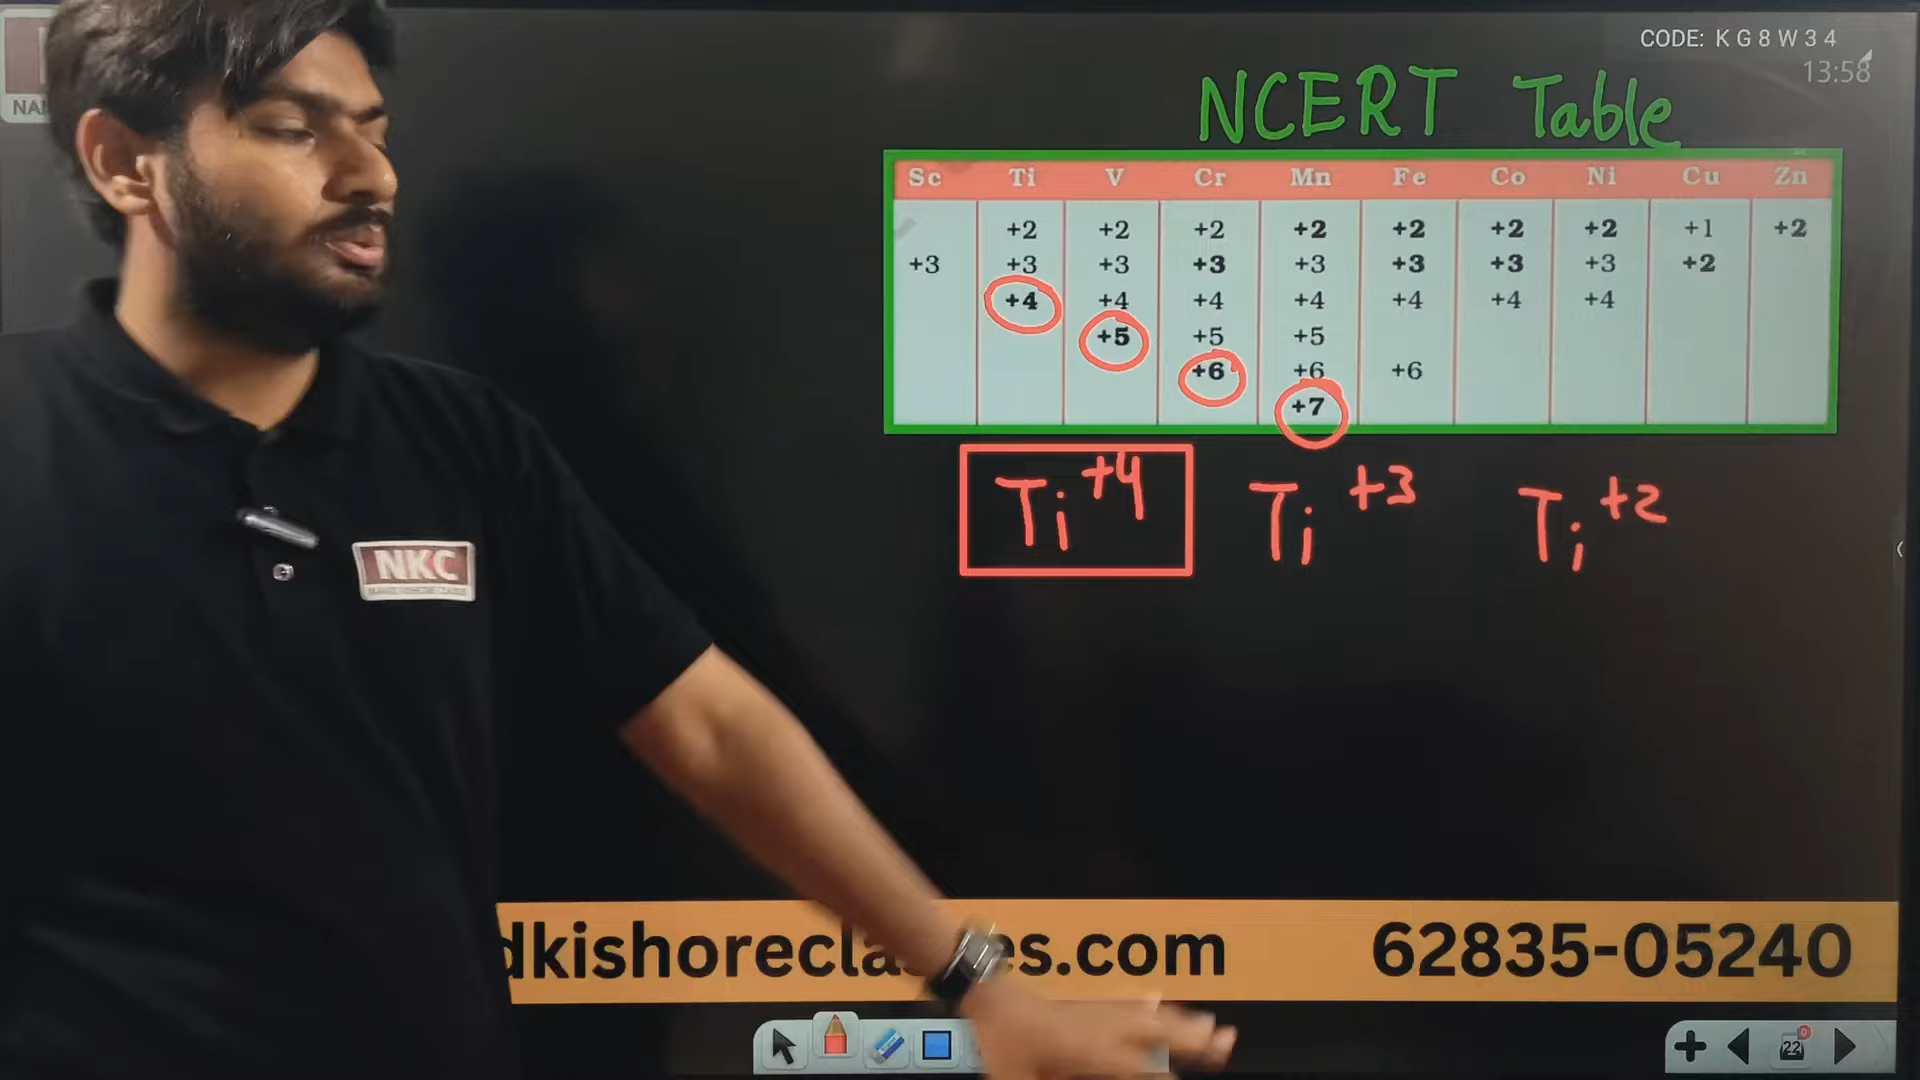 CODE: K G 8 W 3 4
13:58
NCERT Table
Sc Ti V Cr Mn Fe Co Ni Cu Zn
+2 +2 +2 +2 +2 +2 +2 +1 +2
+3 +3 +3 +3 +3 +3 +3 +3 +2
+4 +4 +4 +4 +4 +4 +4
+5 +5 +5
+6 +6 +6
+7
Ti+4 Ti+3 Ti+2
NKC
62835-05240
22